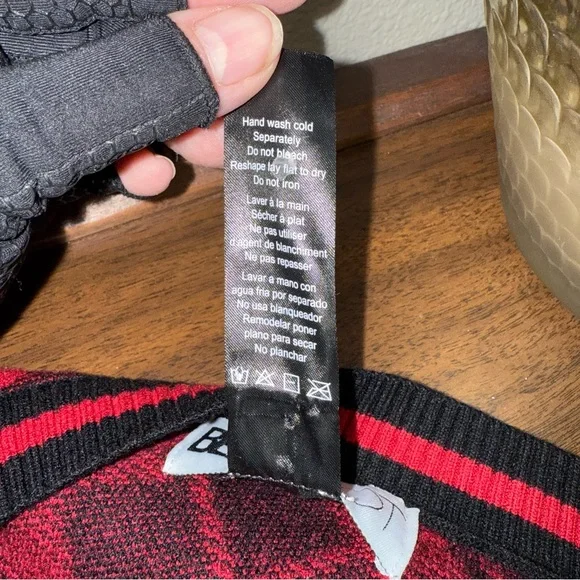 Hand wash cold
Separately
Do not bleach
Reshape lay flat to dry
Do not iron
Laver à la main
Sècher à plat
Ne pas utiliser
d'agent de blanchiment
Ne pas repasser
Lavar a mano con
agua fria por separado
No usa blanqueador
Remodelar poner
plano para secar
No planchar